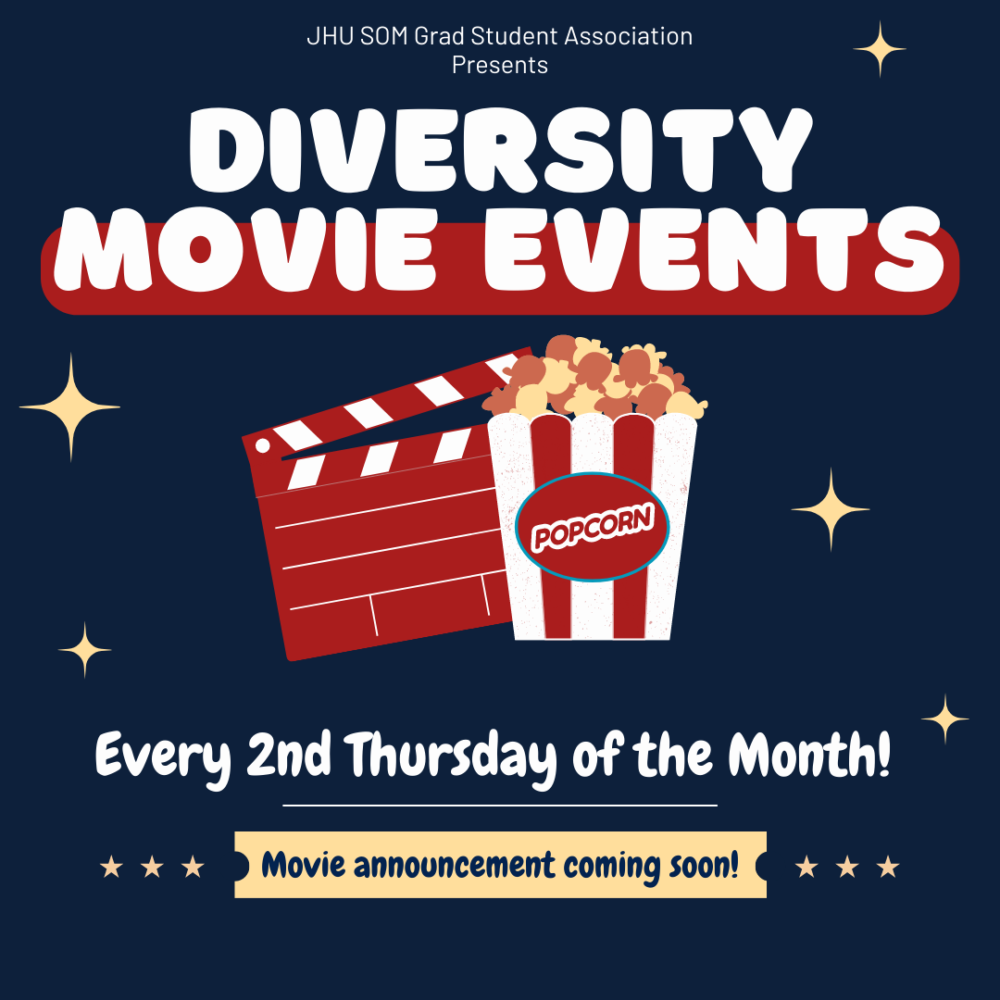 JHU SOM Grad Student Association
Presents
DIVERSITY
MOVIE EVENTS
POPCORN
Every 2nd Thursday of the Month!
Movie announcement coming soon!